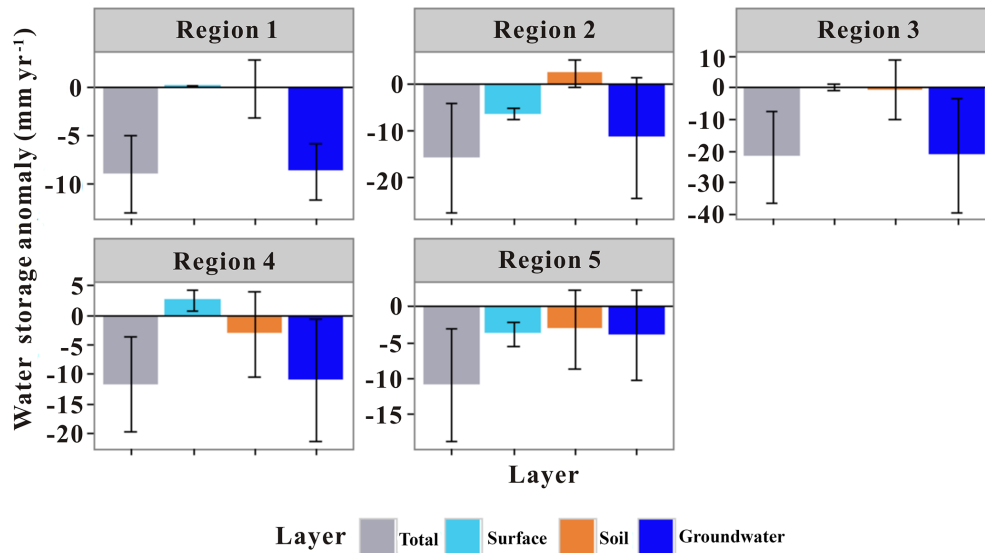 Water storage anomaly (mm yr⁻¹)
Region 1
0
-5
-10
Region 2
0
-10
-20
Region 3
10
0
-10
-20
-30
-40
Region 4
5
0
-5
-10
-15
-20
Region 5
0
-5
-10
-15
Layer
Layer Total Surface Soil Groundwater